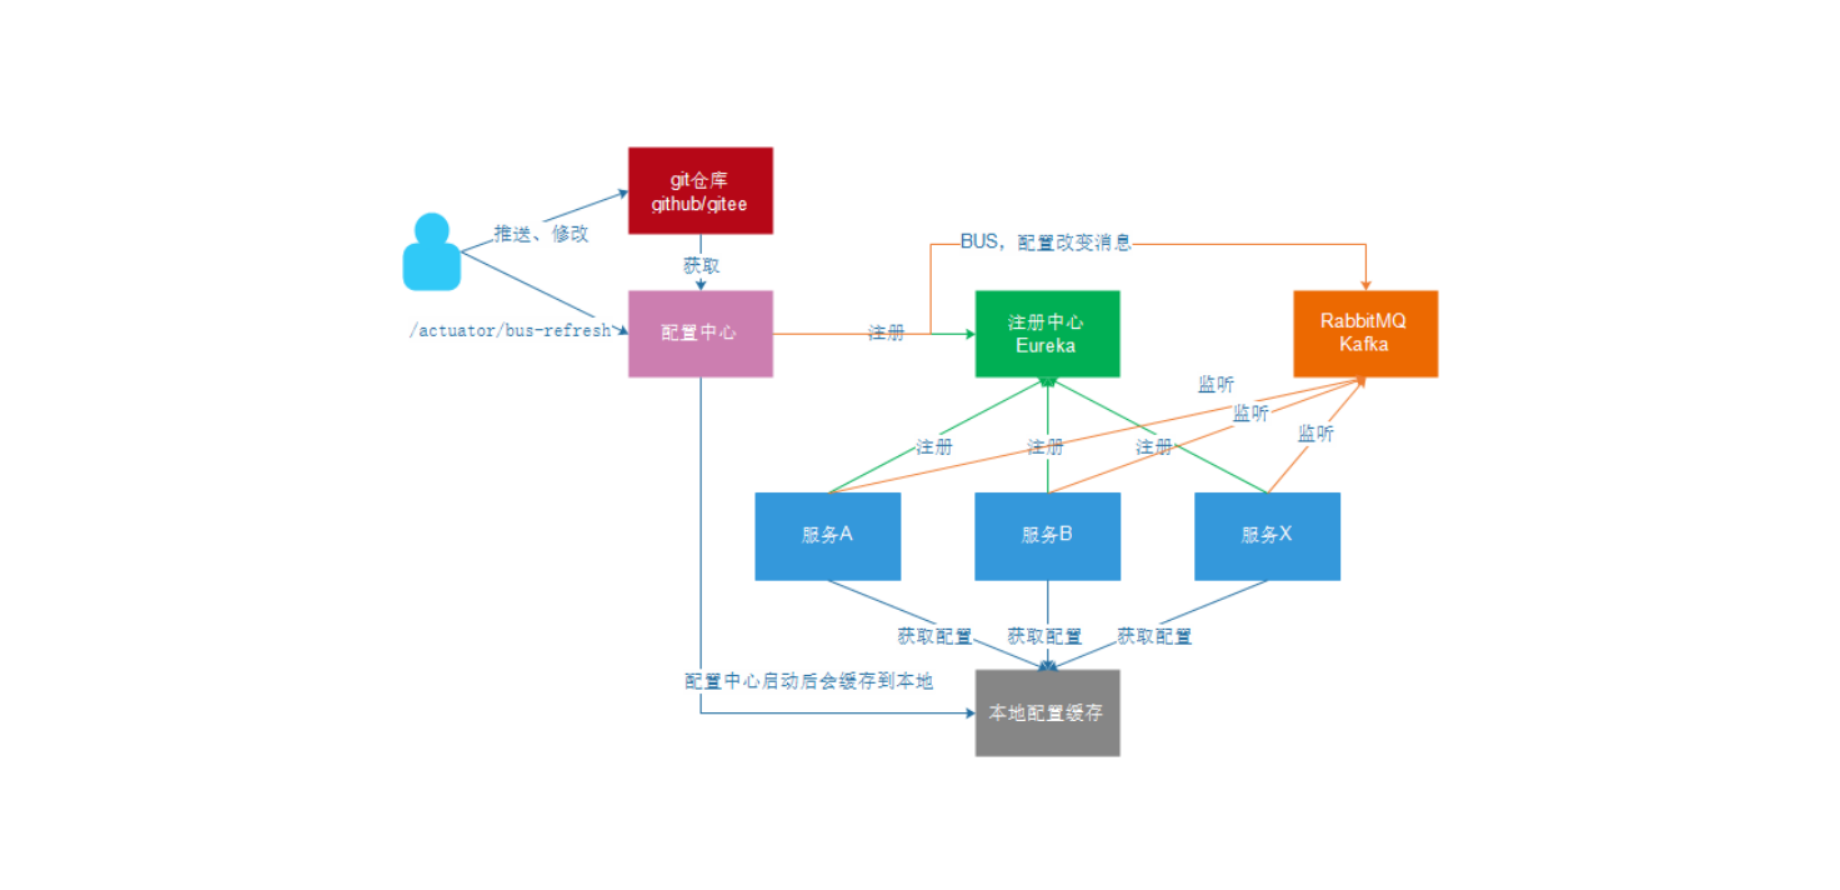 git仓库
github/gitee
推送、修改
获取
BUS，配置改变消息
/actuator/bus-refresh
配置中心
注册
注册中心
Eureka
RabbitMQ
Kafka
监听
监听
监听
注册
注册
注册
服务A
服务B
服务X
获取配置
获取配置
获取配置
配置中心启动后会缓存到本地
本地配置缓存